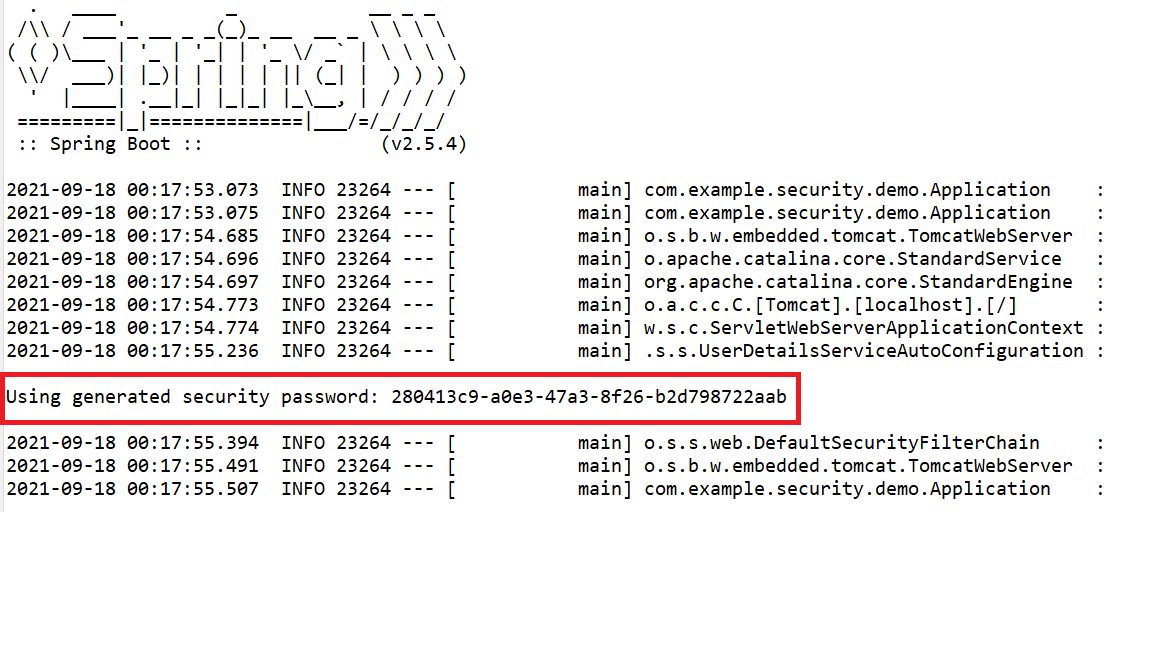 .   ____          _            __ _ _
 /\\ / ___'_ __ _ _(_)_ __  __ _ \ \ \ \
( ( )\___ | '_ | '_| | '_ \/ _` | \ \ \ \
 \\/  ___)| |_)| | | | | || (_| |  ) ) ) )
  '  |____| .__|_| |_|_| |_\__, | / / / /
 =========|_|==============|___/=/_/_/_/
 :: Spring Boot ::                (v2.5.4)
2021-09-18 00:17:53.073  INFO 23264 --- [           main] com.example.security.demo.Application    :
2021-09-18 00:17:53.075  INFO 23264 --- [           main] com.example.security.demo.Application    :
2021-09-18 00:17:54.685  INFO 23264 --- [           main] o.s.b.w.embedded.tomcat.TomcatWebServer  :
2021-09-18 00:17:54.696  INFO 23264 --- [           main] o.apache.catalina.core.StandardService   :
2021-09-18 00:17:54.697  INFO 23264 --- [           main] org.apache.catalina.core.StandardEngine  :
2021-09-18 00:17:54.773  INFO 23264 --- [           main] o.a.c.c.C.[Tomcat].[localhost].[/]       :
2021-09-18 00:17:54.774  INFO 23264 --- [           main] w.s.c.ServletWebServerApplicationContext :
2021-09-18 00:17:55.236  INFO 23264 --- [           main] .s.s.UserDetailsServiceAutoConfiguration :
Using generated security password: 280413c9-a0e3-47a3-8f26-b2d798722aab
2021-09-18 00:17:55.394  INFO 23264 --- [           main] o.s.s.web.DefaultSecurityFilterChain     :
2021-09-18 00:17:55.491  INFO 23264 --- [           main] o.s.b.w.embedded.tomcat.TomcatWebServer  :
2021-09-18 00:17:55.507  INFO 23264 --- [           main] com.example.security.demo.Application    :